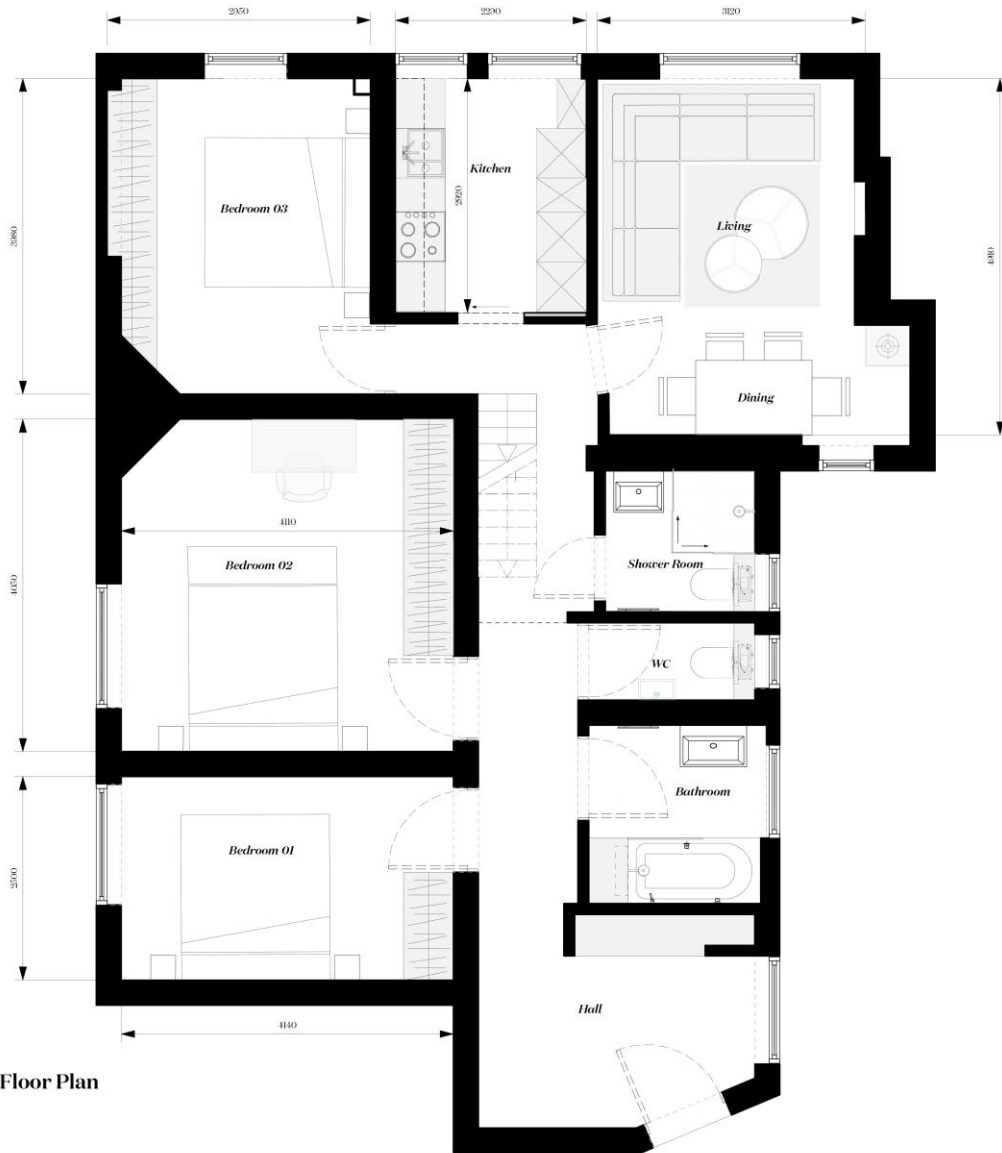 2950
2290
3120
Kitchen
2920
Bedroom 03
Living
3980
4910
Dining
4110
Bedroom 02
Shower Room
4050
WC
Bathroom
Bedroom 01
2500
Hall
4140
Floor Plan